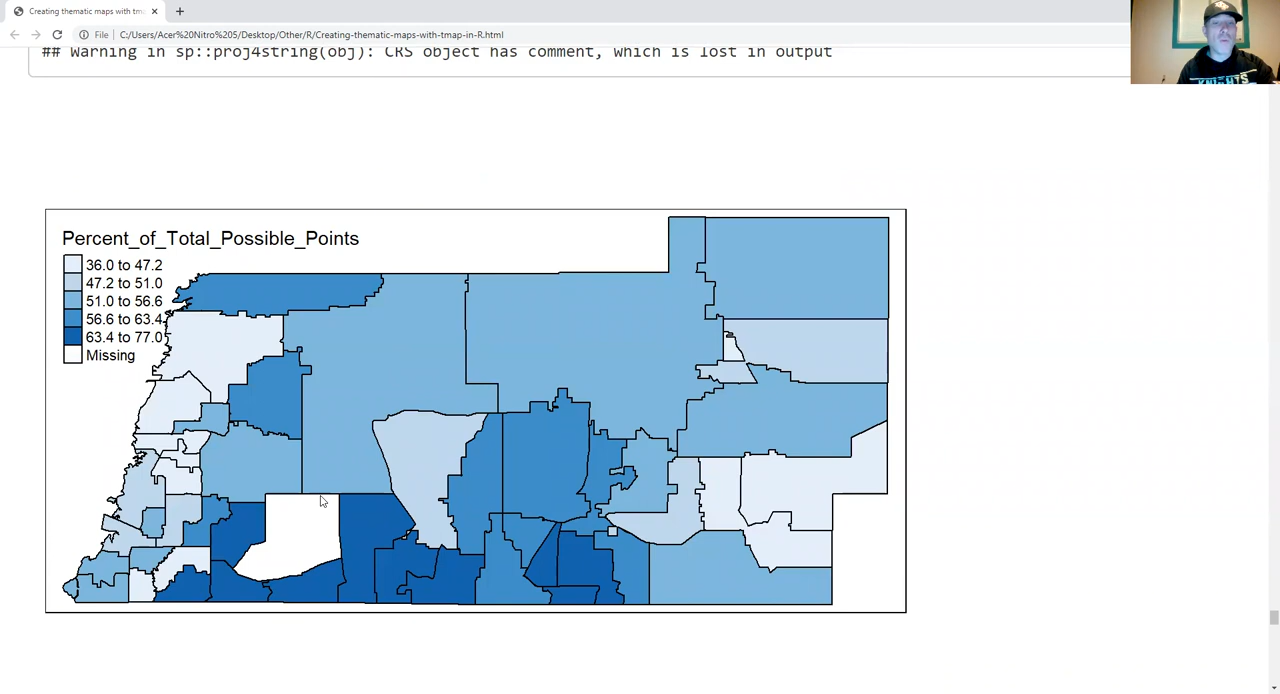 Creating thematic maps with tm
File
C:/Users/Acer%20Nitro%205/Desktop/Other/R/Creating-thematic-maps-with-tmap-in-R.html
## Warning in sp::proj4string(obj): CRS object has comment, which is lost in output
KNIGHTS
Percent_of_Total_Possible_Points
36.0 to 47.2
47.2 to 51.0
51.0 to 56.6
56.6 to 63.4
63.4 to 77.0
Missing